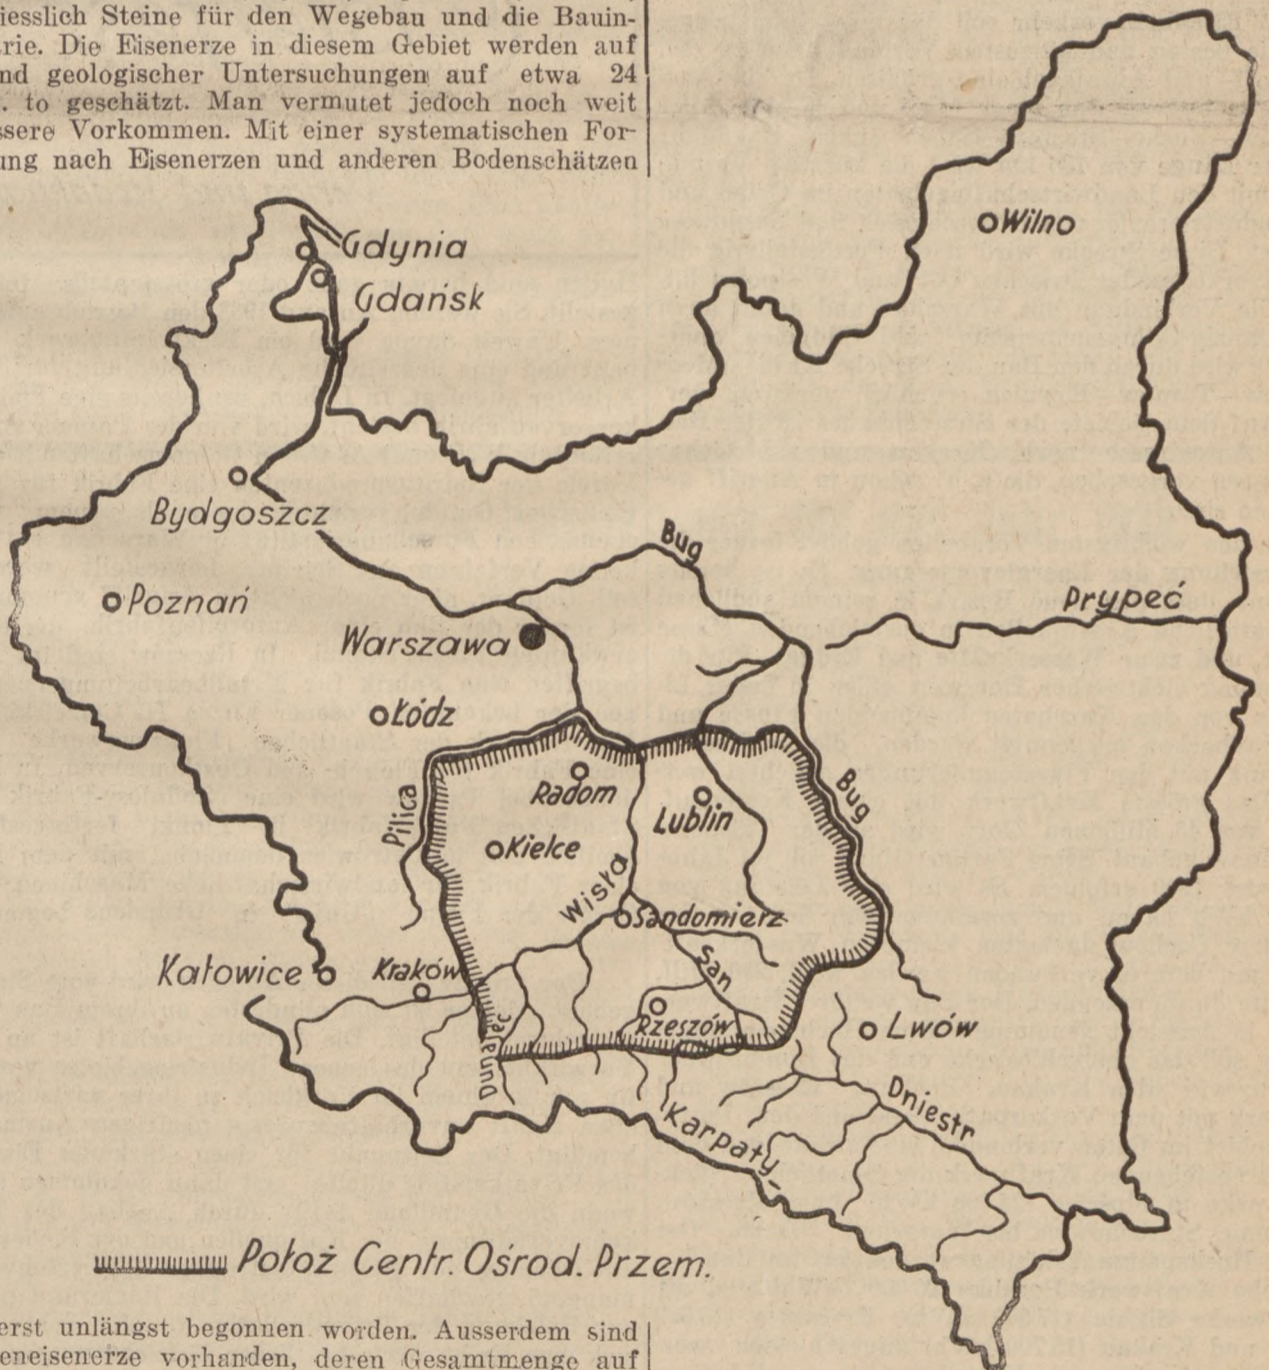 iesslich Steine für den Wegebau und die Bauin-
rie. Die Eisenerze in diesem Gebiet werden auf
nd geologischer Untersuchungen auf etwa 24
. to geschätzt. Man vermutet jedoch noch weit
ssere Vorkommen. Mit einer systematischen For-
ung nach Eisenerzen und anderen Bodenschätzen
Wilno
Gdynia
Gdańsk
Bydgoszcz
Bug
Poznań
Prypeć
Warszawa
Łódz
Pilica
Radom
Lublin
Bug
Kielce
Wisła
Sandomierz
Katowice
Kraków
San
Rzeszów
Lwów
Dunajec
Dniestr
Karpaty
Położ Centr. Ośrod. Przem.
erst unlängst begonnen worden. Ausserdem sind
eneisenerze vorhanden, deren Gesamtmenge auf